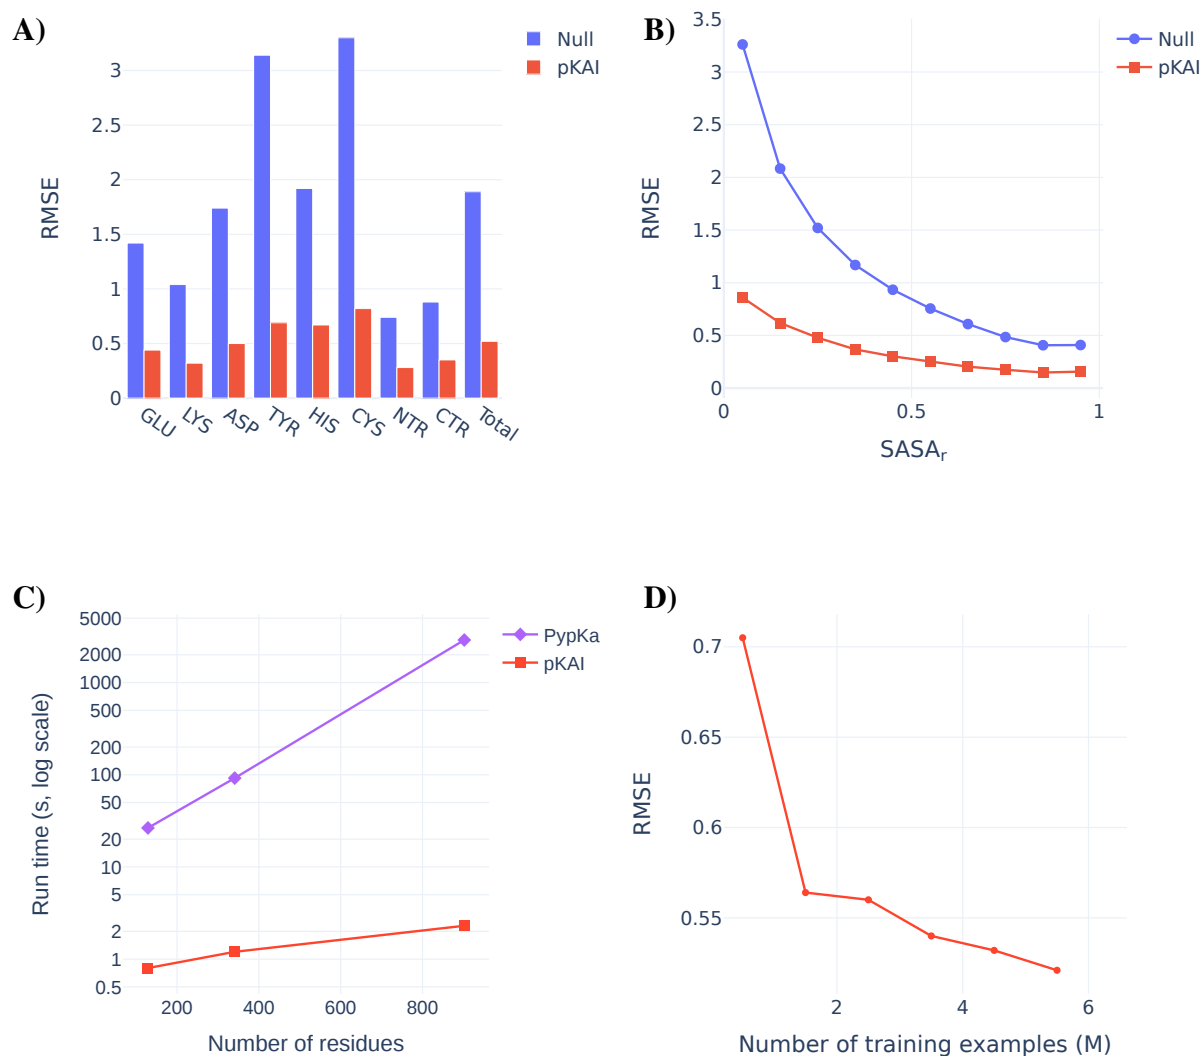 A)
Null
pKAI
RMSE
3
2.5
2
1.5
1
0.5
0
GLU
LYS
ASP
TYR
HIS
CYS
NTR
CTR
Total
B)
Null
pKAI
RMSE
3.5
3
2.5
2
1.5
1
0.5
0
0
0.5
1
SASAr
C)
PypKa
pKAI
Run time (s, log scale)
5000
2000
1000
500
200
100
50
20
10
5
2
1
0.5
200
400
600
800
Number of residues
D)
RMSE
0.7
0.65
0.6
0.55
2
4
6
Number of training examples (M)